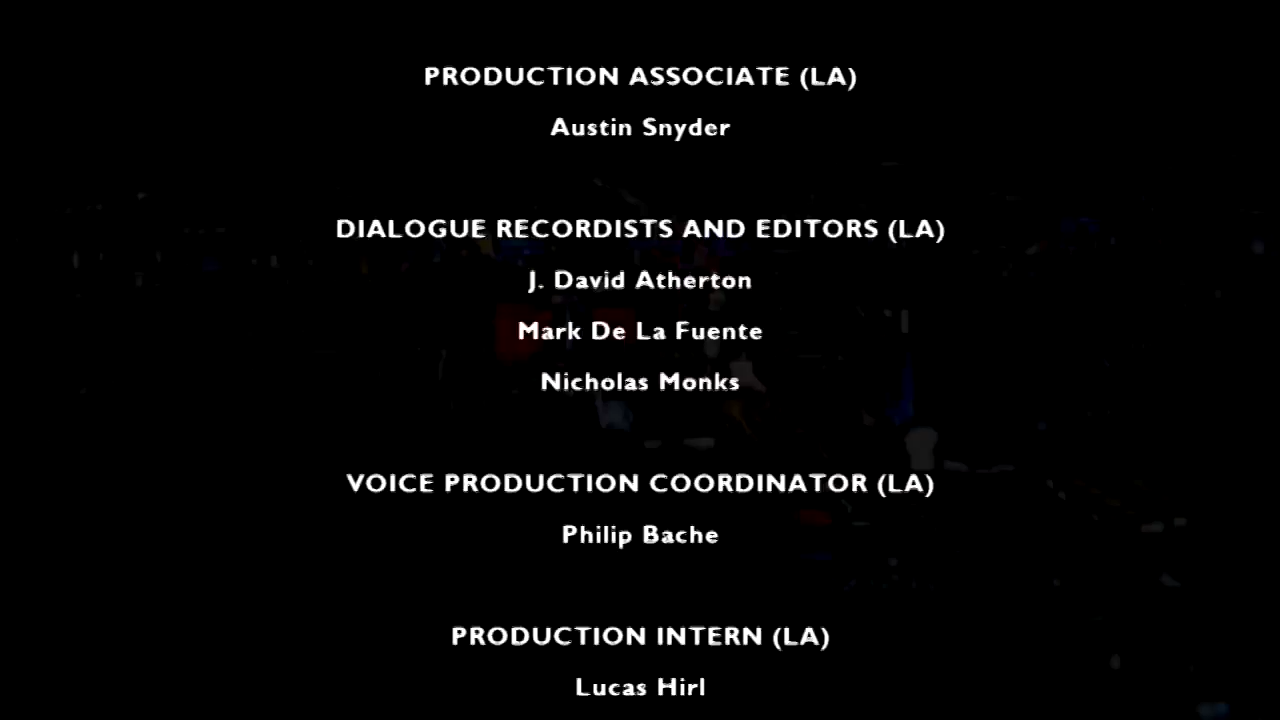 PRODUCTION ASSOCIATE (LA)
Austin Snyder
DIALOGUE RECORDISTS AND EDITORS (LA)
J. David Atherton
Mark De La Fuente
Nicholas Monks
VOICE PRODUCTION COORDINATOR (LA)
Philip Bache
PRODUCTION INTERN (LA)
Lucas Hirl